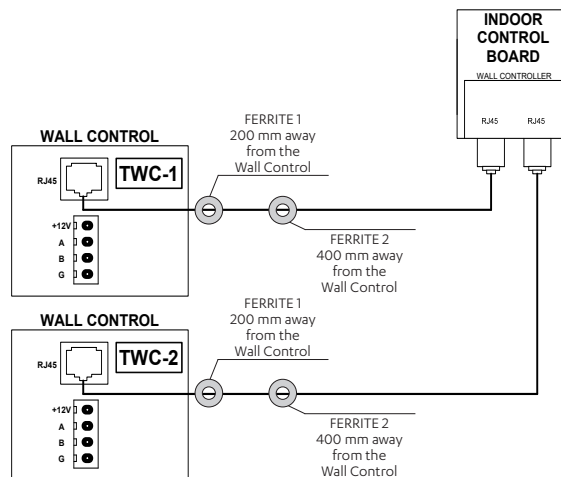 INDOOR
CONTROL
BOARD
WALL CONTROLLER
RJ45 RJ45
FERRITE 1
200 mm away
from the
Wall Control
WALL CONTROL
RJ45
TWC-1
+12V
A
B
G
FERRITE 2
400 mm away
from the
Wall Control
FERRITE 1
200 mm away
from the
Wall Control
WALL CONTROL
RJ45
TWC-2
+12V
A
B
G
FERRITE 2
400 mm away
from the
Wall Control